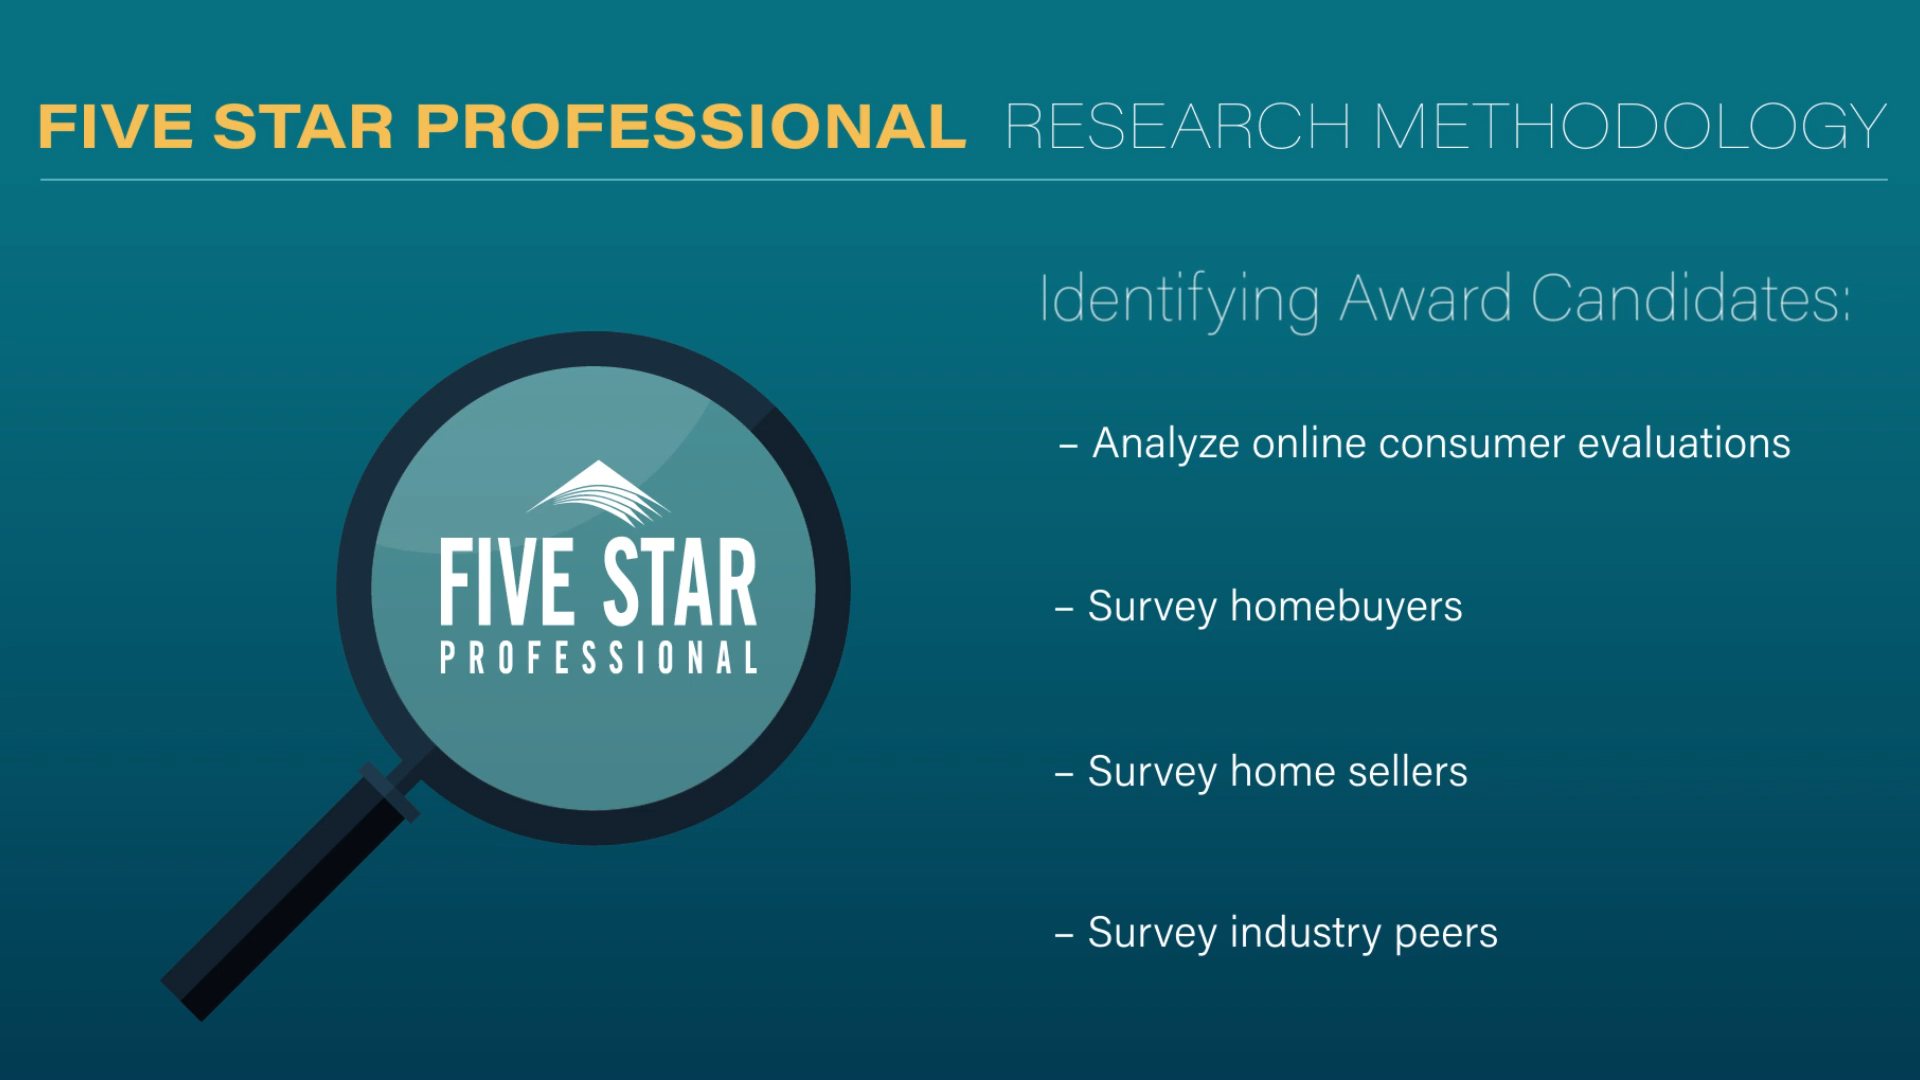 FIVE STAR PROFESSIONAL RESEARCH METHODOLOGY
Identifying Award Candidates:
– Analyze online consumer evaluations
– Survey homebuyers
– Survey home sellers
– Survey industry peers
FIVE STAR
PROFESSIONAL